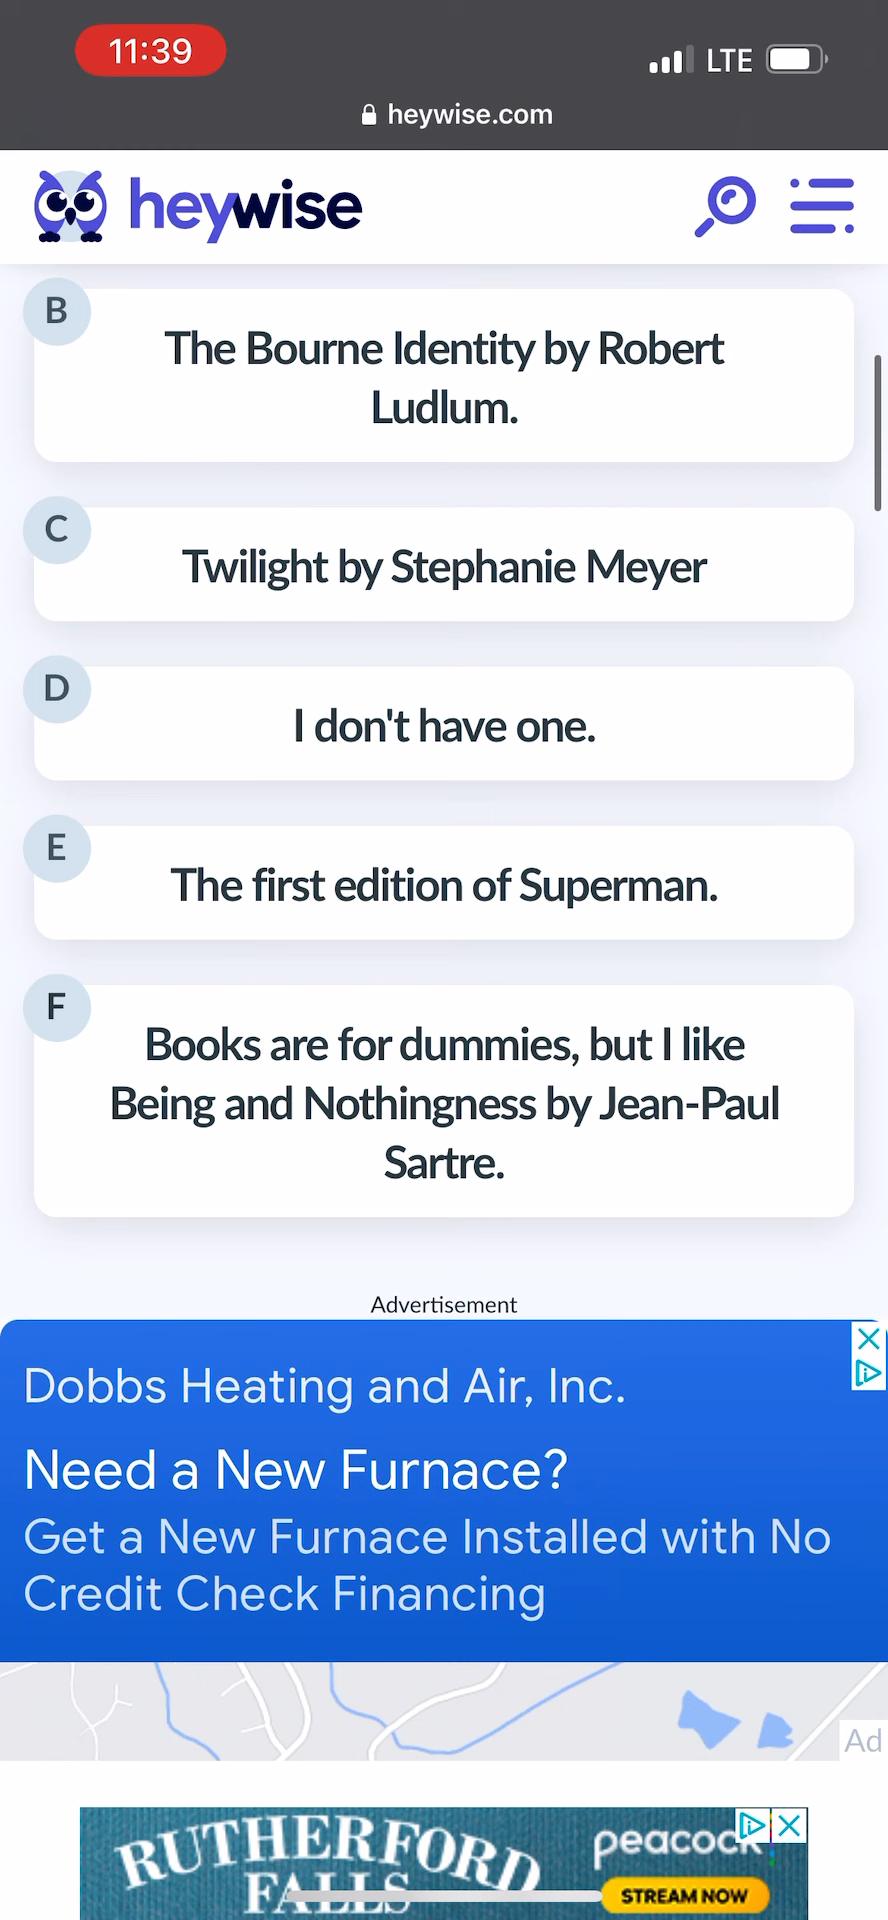 11:39
LTE
heywise.com
heywise
B
The Bourne Identity by Robert
Ludlum.
C
Twilight by Stephanie Meyer
D
I don't have one.
E
The first edition of Superman.
F
Books are for dummies, but I like
Being and Nothingness by Jean-Paul
Sartre.
Advertisement
Dobbs Heating and Air, Inc.
Need a New Furnace?
Get a New Furnace Installed with No
Credit Check Financing
Ad
RUTHERFORD
FALLS
peacock
STREAM NOW